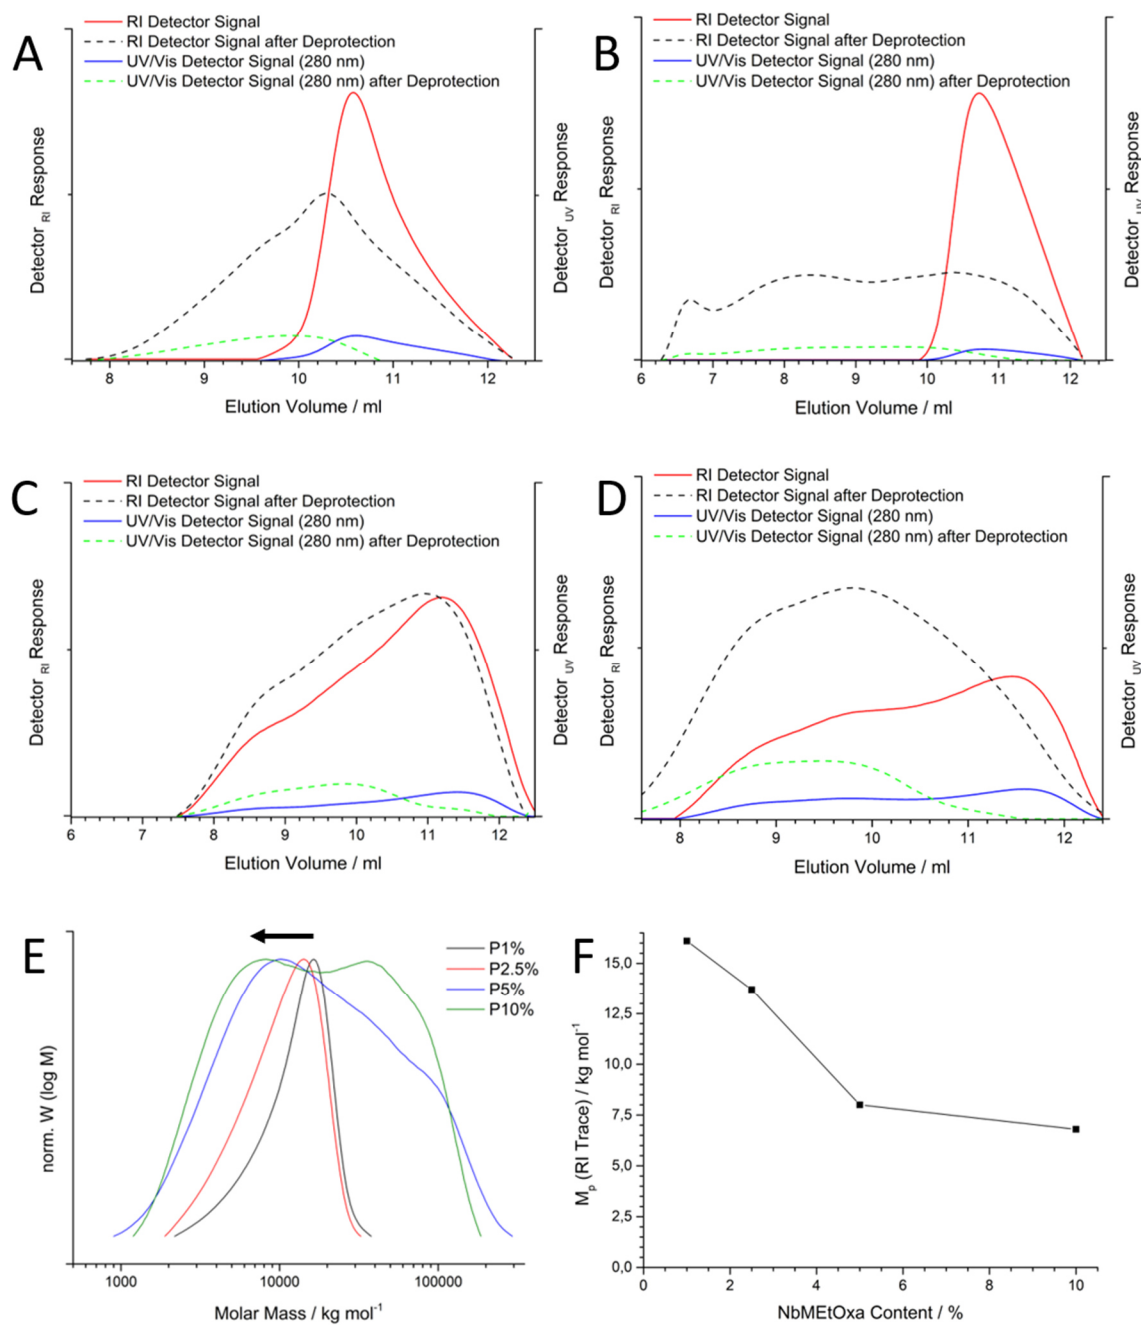 A
RI Detector Signal
RI Detector Signal after Deprotection
UV/Vis Detector Signal (280 nm)
UV/Vis Detector Signal (280 nm) after Deprotection
Detector RI Response
Detector UV Response
8 9 10 11 12
Elution Volume / ml
B
RI Detector Signal
RI Detector Signal after Deprotection
UV/Vis Detector Signal (280 nm)
UV/Vis Detector Signal (280 nm) after Deprotection
Detector RI Response
Detector UV Response
6 7 8 9 10 11 12
Elution Volume / ml
C
RI Detector Signal
RI Detector Signal after Deprotection
UV/Vis Detector Signal (280 nm)
UV/Vis Detector Signal (280 nm) after Deprotection
Detector RI Response
Detector UV Response
6 7 8 9 10 11 12
Elution Volume / ml
D
RI Detector Signal
RI Detector Signal after Deprotection
UV/Vis Detector Signal (280 nm)
UV/Vis Detector Signal (280 nm) after Deprotection
Detector RI Response
Detector UV Response
8 9 10 11 12
Elution Volume / ml
E
P1%
P2.5%
P5%
P10%
norm. W (log M)
1000 10000 100000
Molar Mass / kg mol⁻¹
F
Mp (RI Trace) / kg mol⁻¹
15,0
12,5
10,0
7,5
5,0
2,5
0,0
0 2 4 6 8 10
NbMEtOxa Content / %